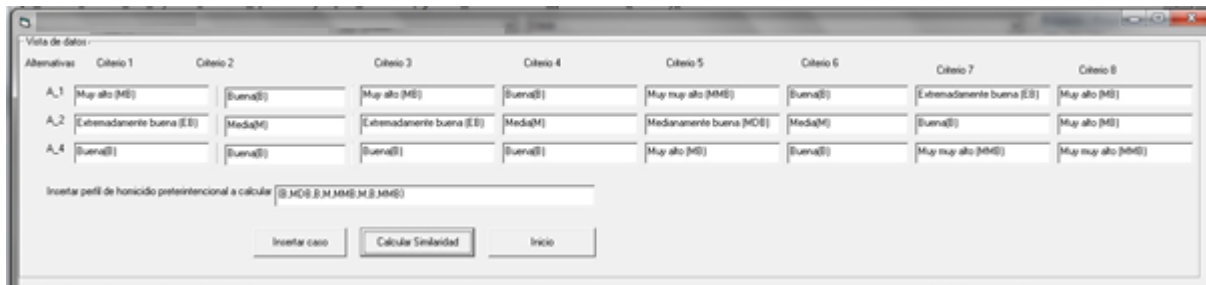 Vista de datos
Alternativas Criterio 1 Criterio 2 Criterio 3 Criterio 4 Criterio 5 Criterio 6 Criterio 7 Criterio 8
A_1 Muy alto (MB) Buena(B) Muy alto (MB) Buena(B) Muy muy alto (MMB) Buena(B) Extremadamente buena (EB) Muy alto (MB)
A_2 Extremadamente buena (EB) Media(M) Extremadamente buena (EB) Media(M) Medianamente buena (MDB) Media(M) Buena(B) Muy alto (MB)
A_4 Buena(B) Buena(B) Buena(B) Buena(B) Muy alto (MB) Buena(B) Muy muy alto (MMB) Muy muy alto (MMB)
Insertar perfil de homicidio preterintencional a calcular (B,MDB,B,M,MMB,M,B,MMB)
Insertar caso Calcular Similaridad Inicio